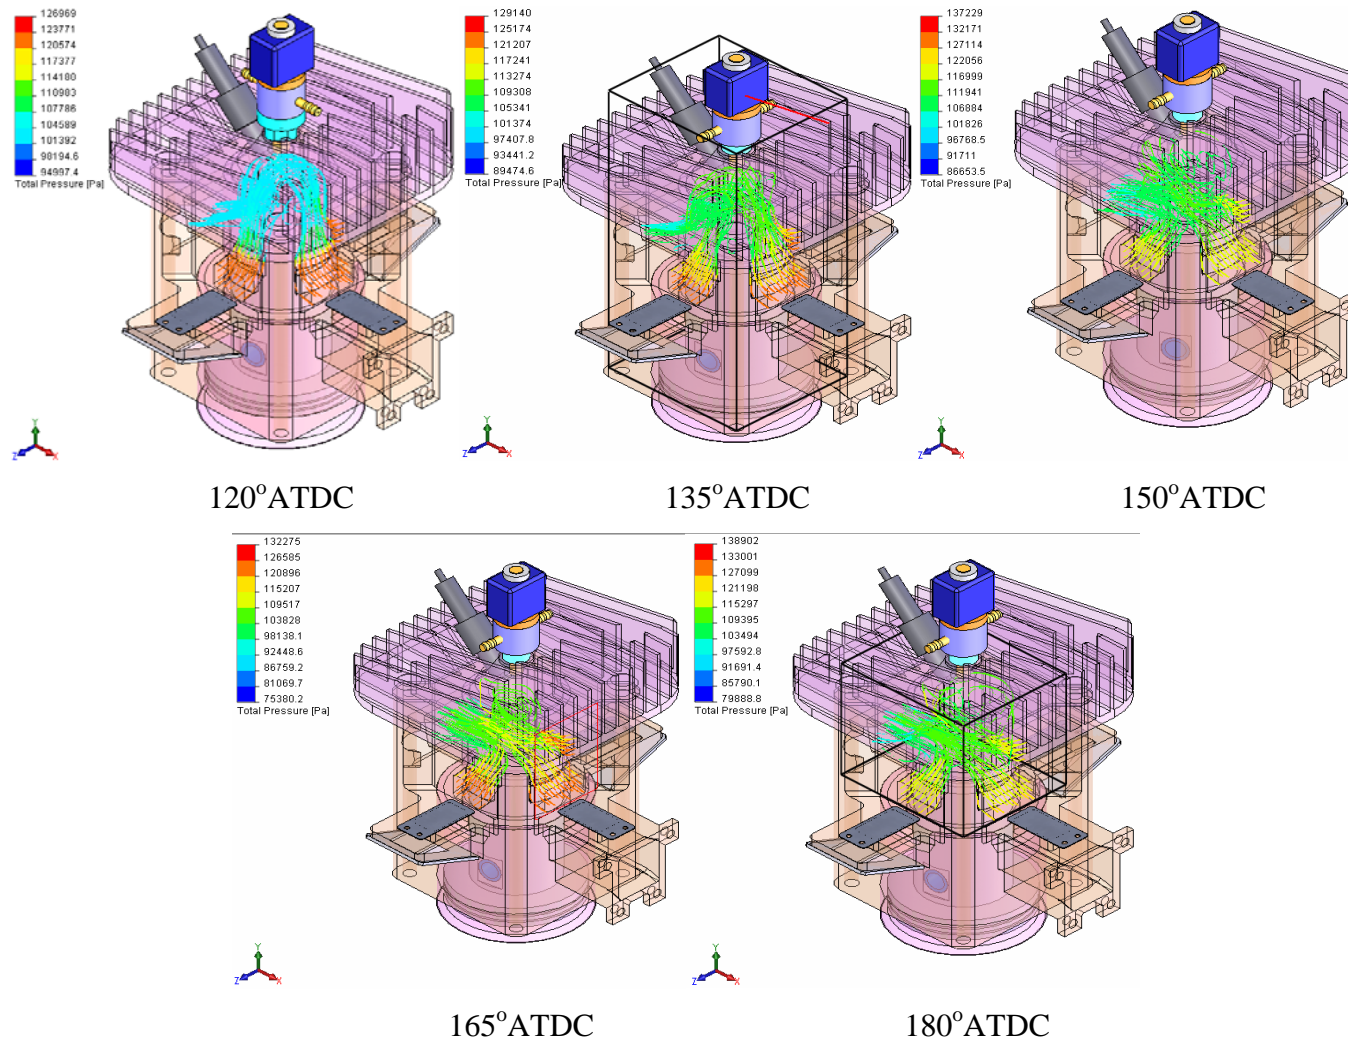 126969
123771
120574
117377
114180
110983
107786
104589
101392
98194.6
94997.4
Total Pressure [Pa]
Y
Z
X
120°ATDC
129140
125174
121207
117241
113274
109308
105341
101374
97407.8
93441.2
89474.6
Total Pressure [Pa]
Y
Z
X
135°ATDC
137229
132171
127114
122056
116999
111941
106884
101826
96768.5
91711
86653.5
Total Pressure [Pa]
Y
Z
X
150°ATDC
132275
126585
120896
115207
109517
103828
98138.1
92448.6
86759.2
81069.7
75380.2
Total Pressure [Pa]
Y
Z
X
165°ATDC
138902
133001
127099
121198
115297
109395
103494
97592.8
91691.4
85790.1
79888.8
Total Pressure [Pa]
Y
Z
X
180°ATDC